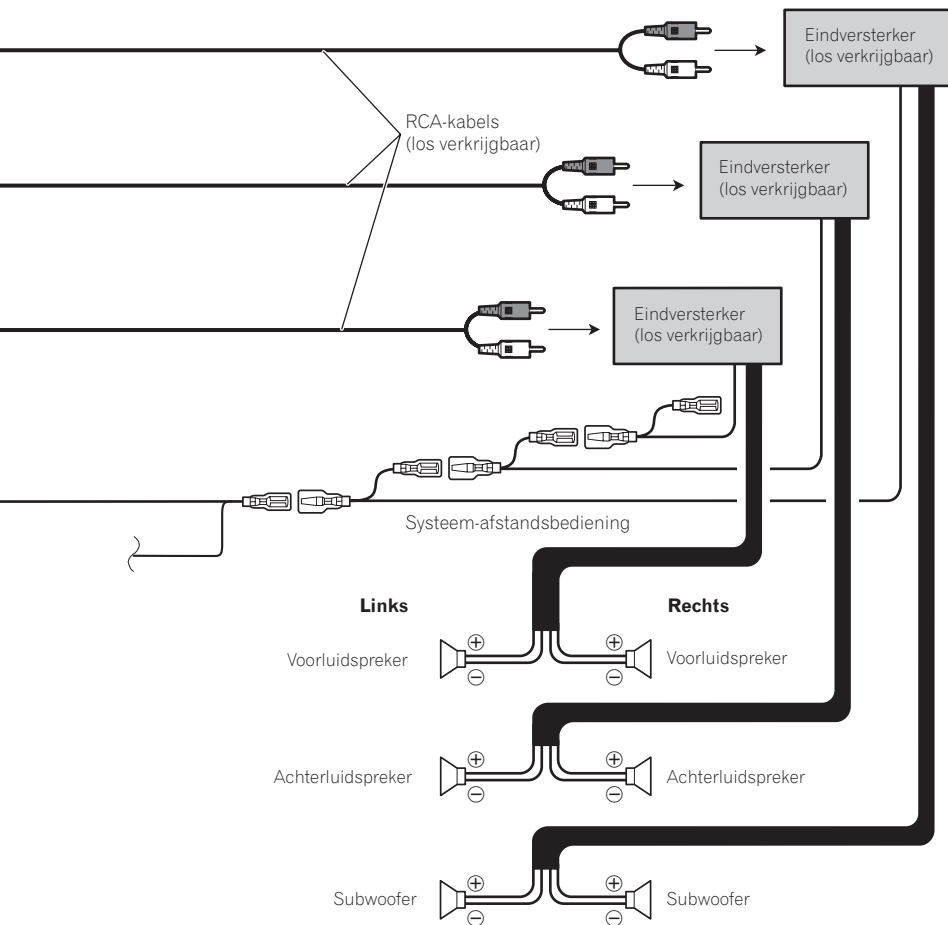 Eindversterker
(los verkrijgbaar)
RCA-kabels
(los verkrijgbaar)
Eindversterker
(los verkrijgbaar)
Eindversterker
(los verkrijgbaar)
Systeem-afstandsbediening
Links
Rechts
⊕ ⊕
Voorluidspreker
Voorluidspreker
⊖ ⊖
⊕ ⊕
Achterluidspreker
Achterluidspreker
⊖ ⊖
⊕ ⊕
Subwoofer
Subwoofer
⊖ ⊖